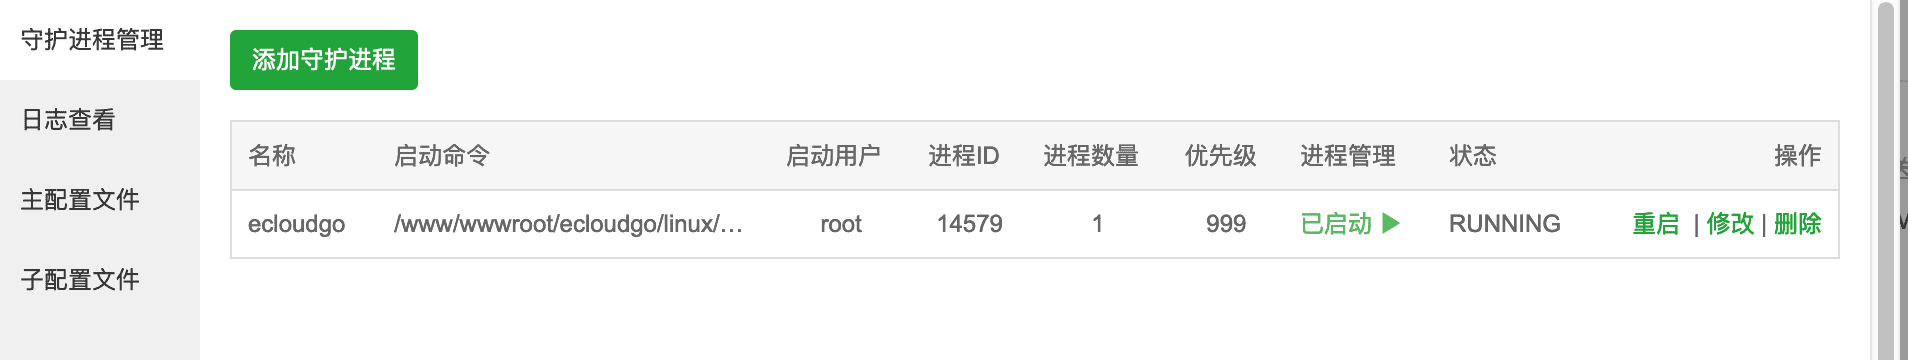 守护进程管理
日志查看
主配置文件
子配置文件
添加守护进程
名称 启动命令 启动用户 进程ID 进程数量 优先级 进程管理 状态 操作
ecloudgo /www/wwwroot/ecloudgo/linux/… root 14579 1 999 已启动 ▶ RUNNING 重启 | 修改 | 删除